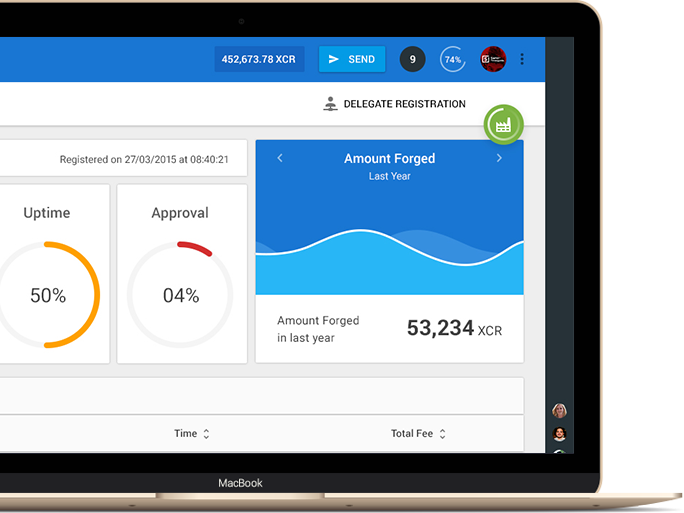 452,673.78 XCR
SEND
9
74%
DELEGATE REGISTRATION
Registered on 27/03/2015 at 08:40:21
Amount Forged
Last Year
Uptime
Approval
50%
04%
Amount Forged
in last year
53,234 XCR
Time
Total Fee
MacBook